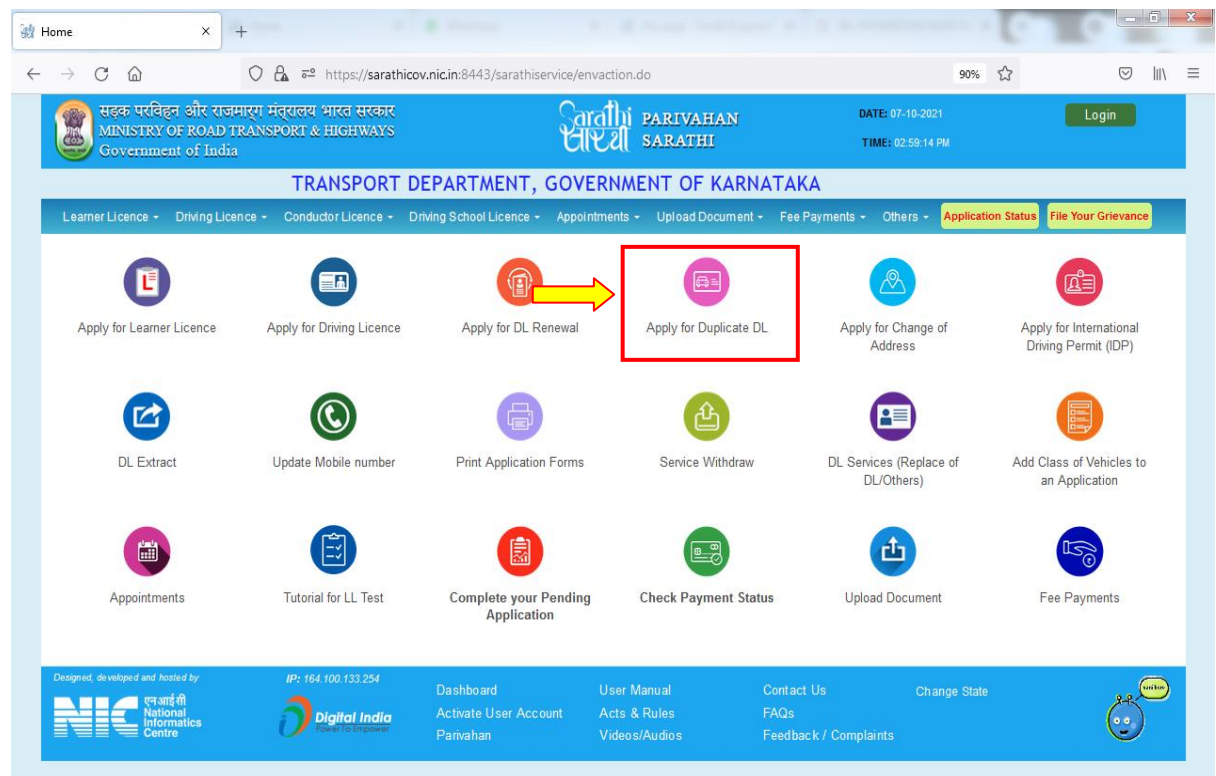 Home
https://sarathicov.nic.in:8443/sarathiservice/envaction.do
90%
सड़क परिवहन और राजमार्ग मंत्रालय भारत सरकार
MINISTRY OF ROAD TRANSPORT & HIGHWAYS
Government of India
Sarathi
सारथी
PARIVAHAN
SARATHI
DATE: 07-10-2021
TIME: 02:59:14 PM
Login
TRANSPORT DEPARTMENT, GOVERNMENT OF KARNATAKA
Learner Licence Driving Licence Conductor Licence Driving School Licence Appointments Upload Document Fee Payments Others Application Status File Your Grievance
Apply for Learner Licence
Apply for Driving Licence
Apply for DL Renewal
Apply for Duplicate DL
Apply for Change of
Address
Apply for International
Driving Permit (IDP)
DL Extract
Update Mobile number
Print Application Forms
Service Withdraw
DL Services (Replace of
DL/Others)
Add Class of Vehicles to
an Application
Appointments
Tutorial for LL Test
Complete your Pending
Application
Check Payment Status
Upload Document
Fee Payments
Designed, developed and hosted by
NIC
एन आई सी
National
Informatics
Centre
IP: 164.100.133.254
Digital India
Power To Empower
Dashboard
Activate User Account
Parivahan
User Manual
Acts & Rules
Videos/Audios
Contact Us
FAQs
Feedback / Complaints
Change State